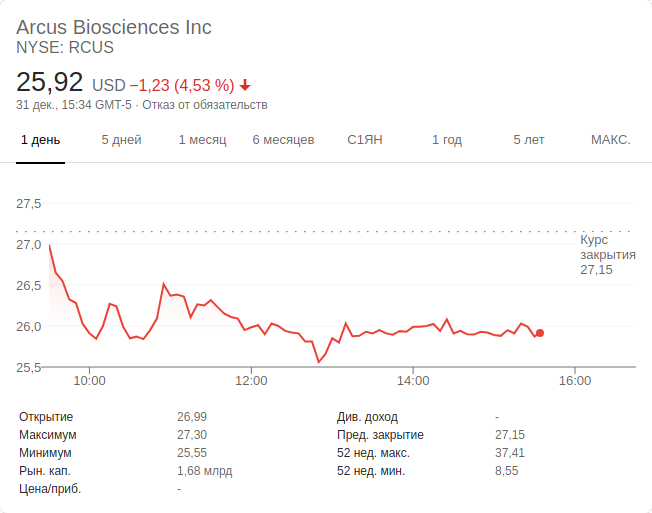 Arcus Biosciences Inc
NYSE: RCUS
25,92 USD −1,23 (4,53 %)
31 дек., 15:34 GMT-5 · Отказ от обязательств
1 день 5 дней 1 месяц 6 месяцев С1ЯН 1 год 5 лет МАКС.
27,5
27,0
26,5
26,0
25,5
Курс
закрытия
27,15
10:00 12:00 14:00 16:00
Открытие 26,99 Див. доход -
Максимум 27,30 Пред. закрытие 27,15
Минимум 25,55 52 нед. макс. 37,41
Рын. кап. 1,68 млрд 52 нед. мин. 8,55
Цена/приб. -